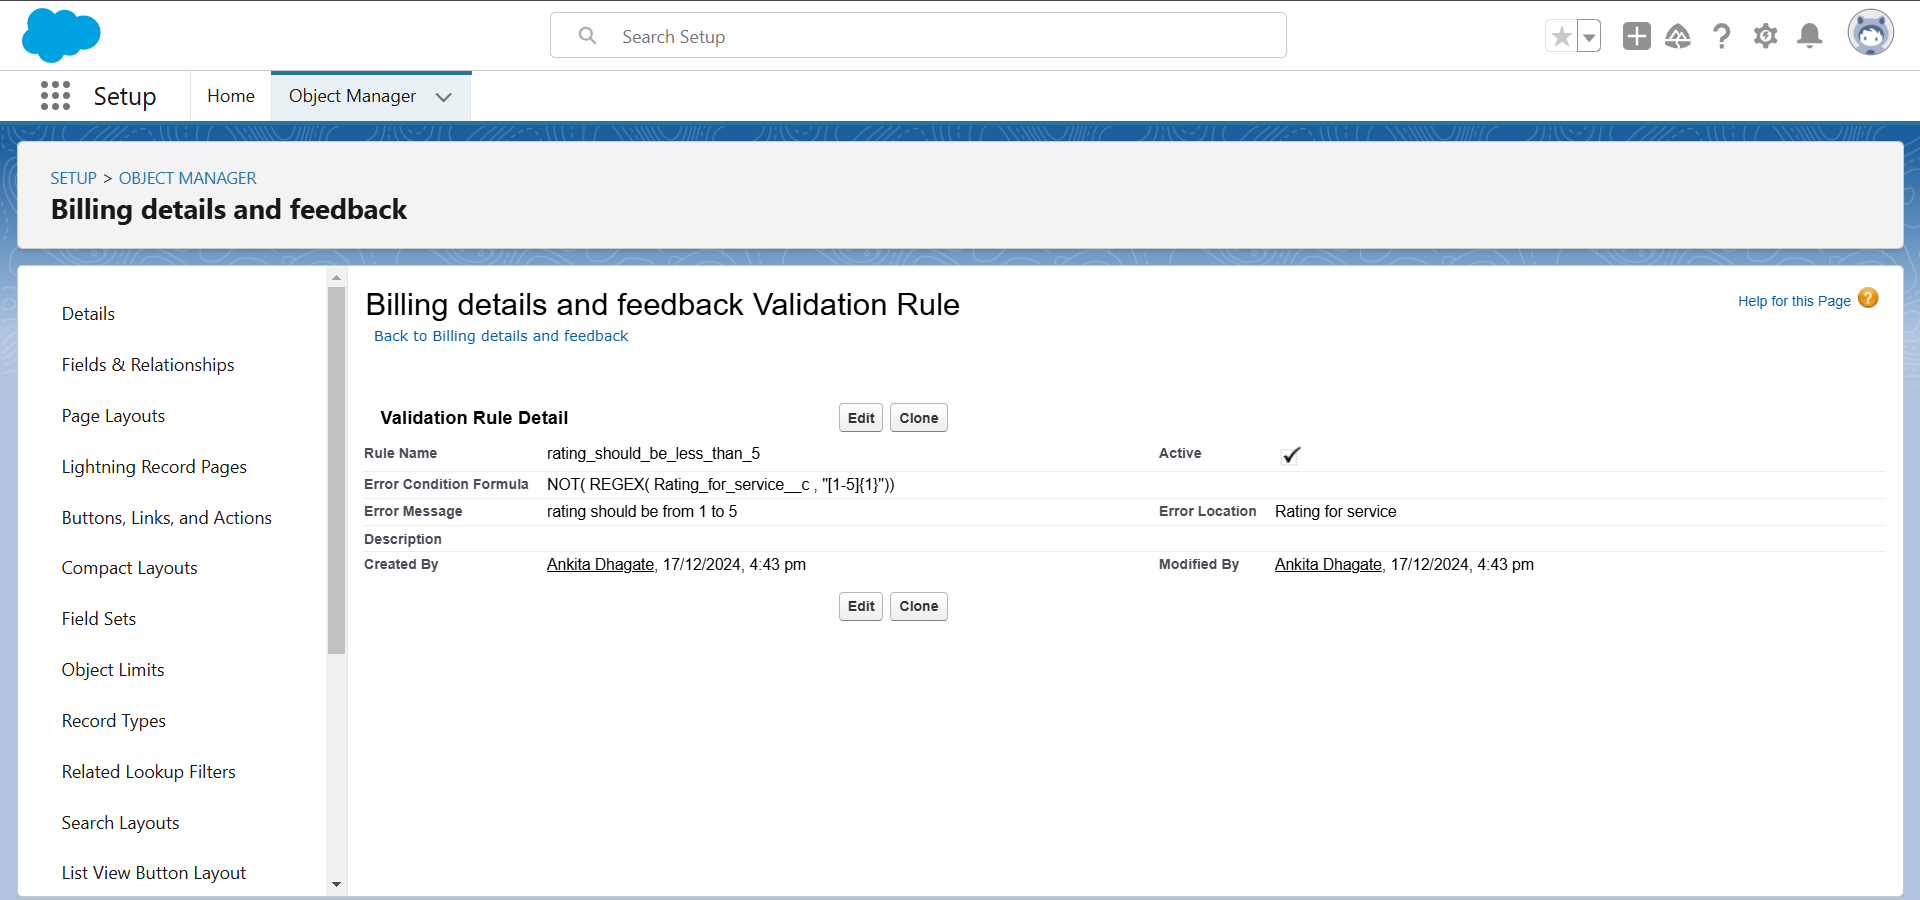 Search Setup
Setup
Home
Object Manager
SETUP > OBJECT MANAGER
Billing details and feedback
Details
Fields & Relationships
Page Layouts
Lightning Record Pages
Buttons, Links, and Actions
Compact Layouts
Field Sets
Object Limits
Record Types
Related Lookup Filters
Search Layouts
List View Button Layout
Billing details and feedback Validation Rule
Help for this Page
Back to Billing details and feedback
Validation Rule Detail
Edit Clone
Rule Name rating_should_be_less_than_5 Active
Error Condition Formula NOT( REGEX( Rating_for_service__c , "[1-5]{1}"))
Error Message rating should be from 1 to 5 Error Location Rating for service
Description
Created By Ankita Dhagate, 17/12/2024, 4:43 pm Modified By Ankita Dhagate, 17/12/2024, 4:43 pm
Edit Clone